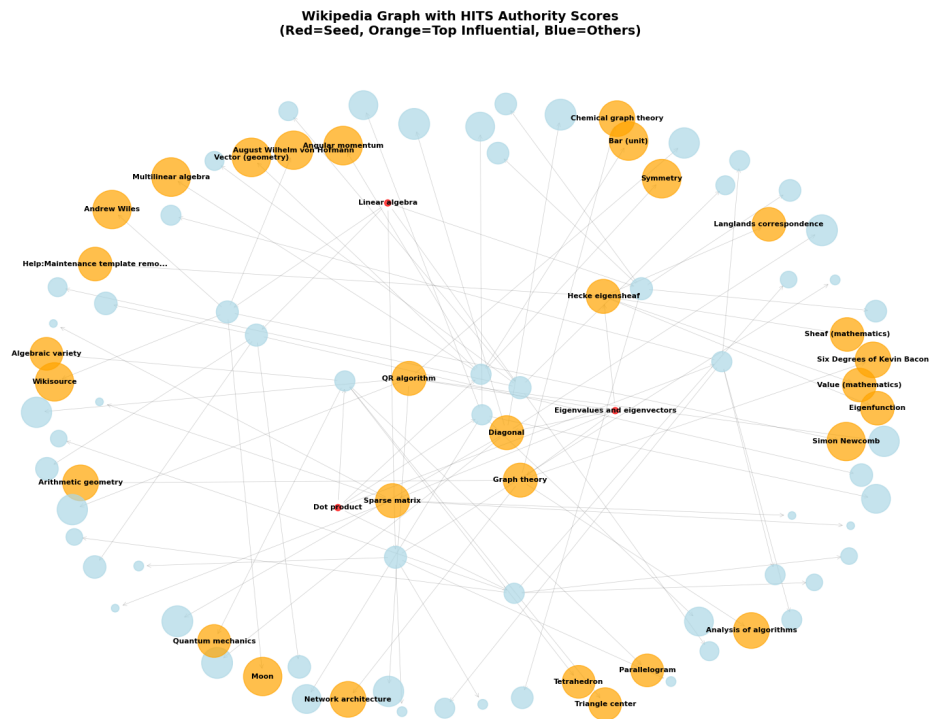 Wikipedia Graph with HITS Authority Scores
(Red=Seed, Orange=Top Influential, Blue=Others)
Chemical graph theory
Bar (unit)
Angular momentum
August Wilhelm von Hofmann
Vector (geometry)
Multilinear algebra
Symmetry
Linear algebra
Andrew Wiles
Langlands correspondence
Help:Maintenance template remo...
Hecke eigensheaf
Sheaf (mathematics)
Algebraic variety
Six Degrees of Kevin Bacon
Wikisource
QR algorithm
Value (mathematics)
Eigenvalues and eigenvectors
Eigenfunction
Diagonal
Simon Newcomb
Arithmetic geometry
Graph theory
Sparse matrix
Dot product
Analysis of algorithms
Quantum mechanics
Parallelogram
Moon
Tetrahedron
Network architecture
Triangle center